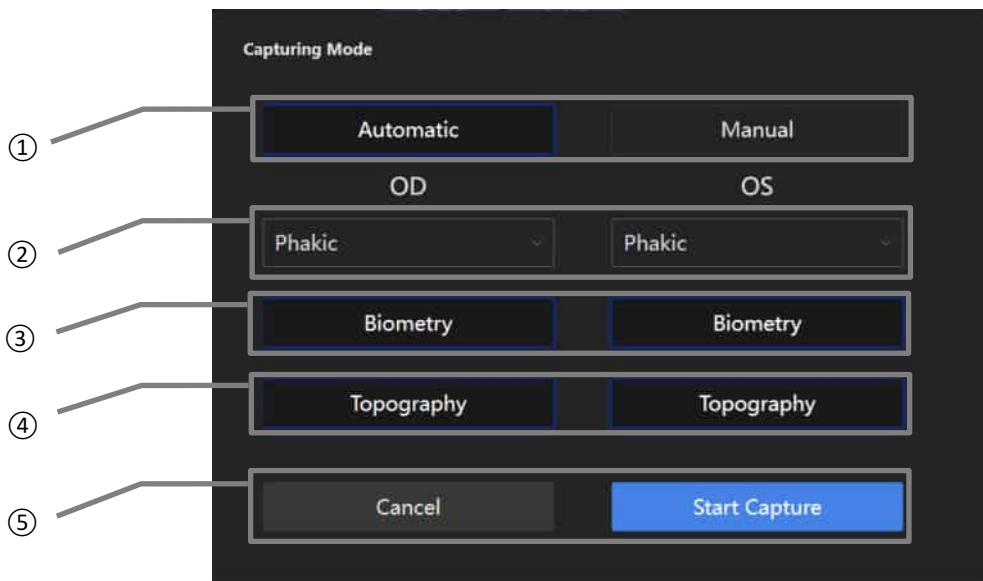 Capturing Mode
① Automatic Manual
OD OS
② Phakic Phakic
③ Biometry Biometry
④ Topography Topography
⑤ Cancel Start Capture